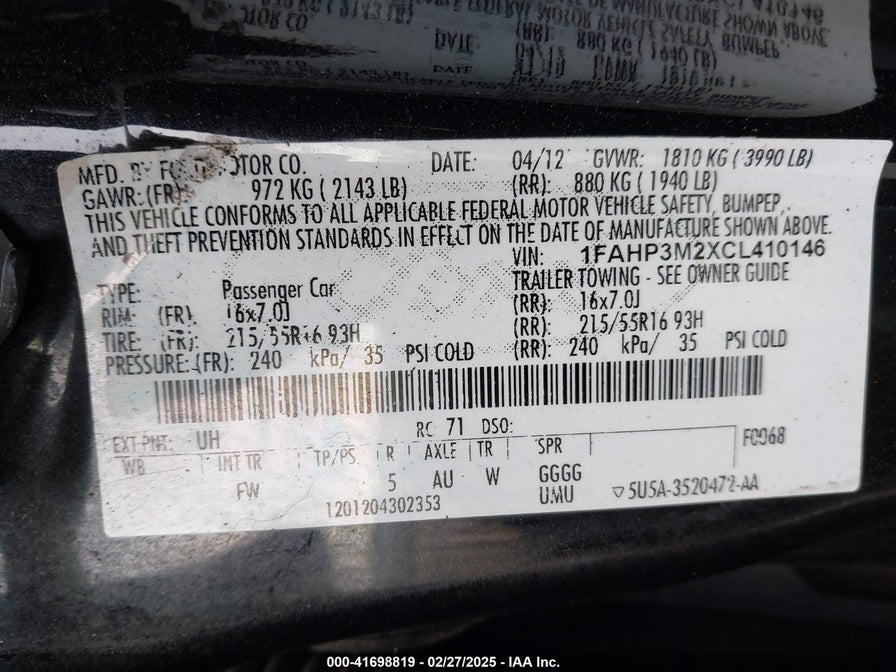 MFD. BY FORD MOTOR CO.
DATE: 04/12 GVWR: 1810 KG ( 3990 LB)
GAWR:(FR) 972 KG ( 2143 LB) (RR): 880 KG ( 1940 LB)
THIS VEHICLE CONFORMS TO ALL APPLICABLE FEDERAL MOTOR VEHICLE SAFETY, BUMPER,
AND THEFT PREVENTION STANDARDS IN EFFECT ON THE DATE OF MANUFACTURE SHOWN ABOVE.
VIN: 1FAHP3M2XCL410146
TRAILER TOWING - SEE OWNER GUIDE
TYPE: Passenger Car
RIM: (FR): 16x7.0J (RR): 16x7.0J
TIRE: (FR): 215/55R16 93H (RR): 215/55R16 93H
PRESSURE:(FR): 240 kPa/ 35 PSI COLD (RR): 240 kPa/ 35 PSI COLD
RC: 71 DSO:
EXT PNT: UH F0068
WB INT TR TP/PS R AXLE TR SPR
FW 5 AU W GGGG
UMU
1201204302353 ▽5U5A-3520472-AA
000-41698819 - 02/27/2025 - IAA Inc.